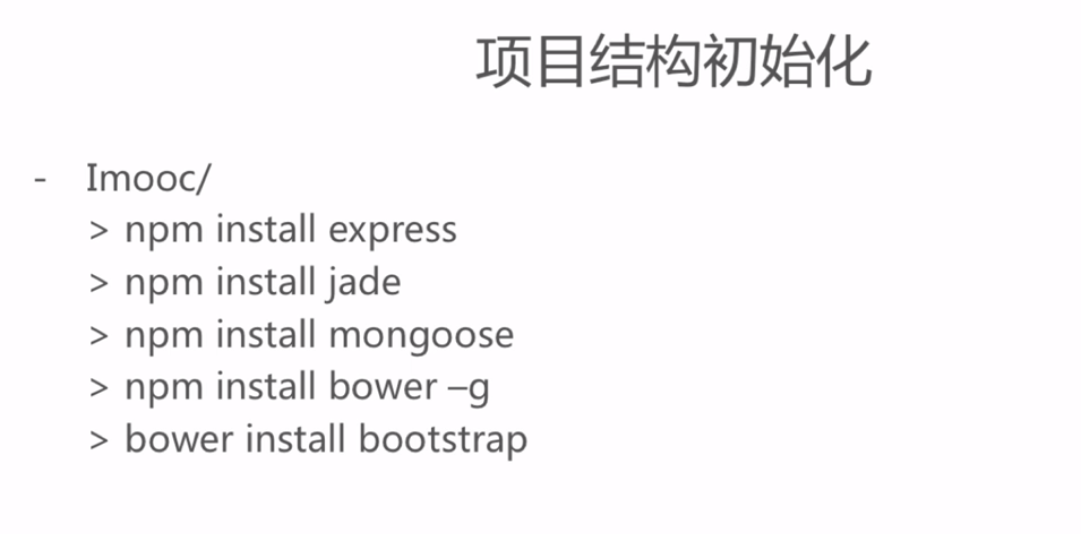 项目结构初始化
- Imooc/
> npm install express
> npm install jade
> npm install mongoose
> npm install bower –g
> bower install bootstrap